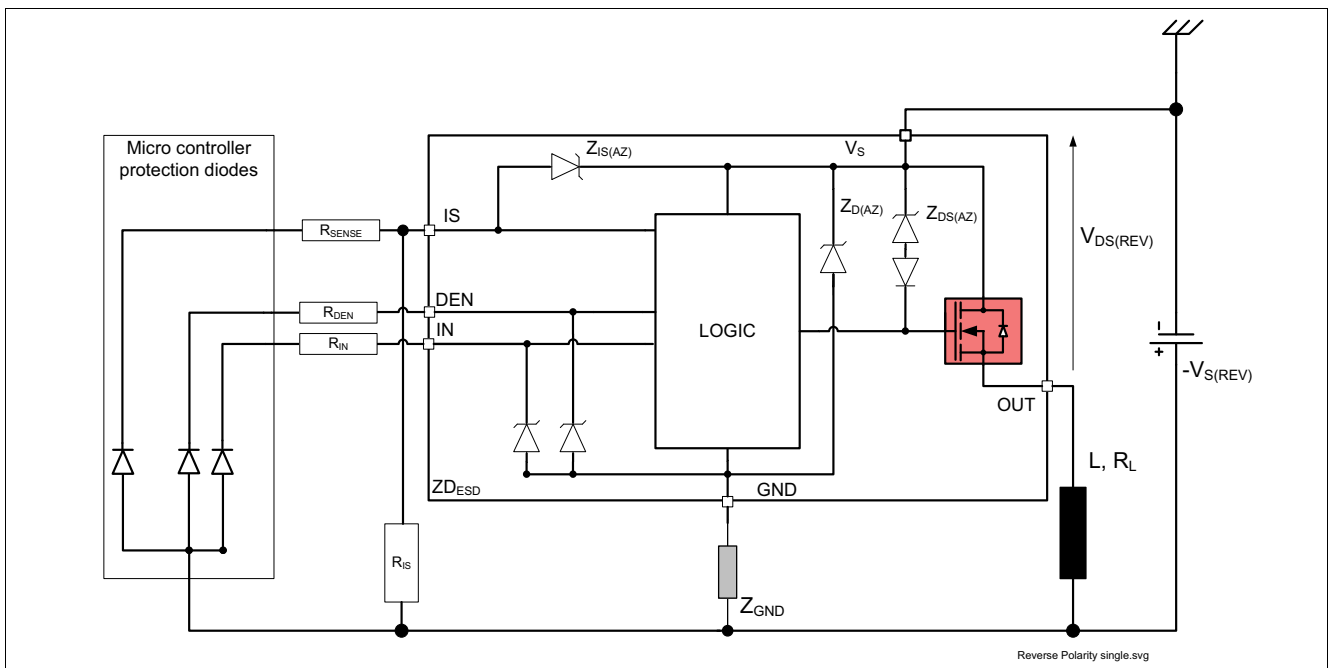 Micro controller
protection diodes
Z_IS(AZ)
V_S
Z_D(AZ)
Z_DS(AZ)
V_DS(REV)
IS
R_SENSE
DEN
R_DEN
IN
R_IN
LOGIC
-
+
-V_S(REV)
OUT
L, R_L
ZD_ESD
GND
R_IS
Z_GND
Reverse Polarity single.svg